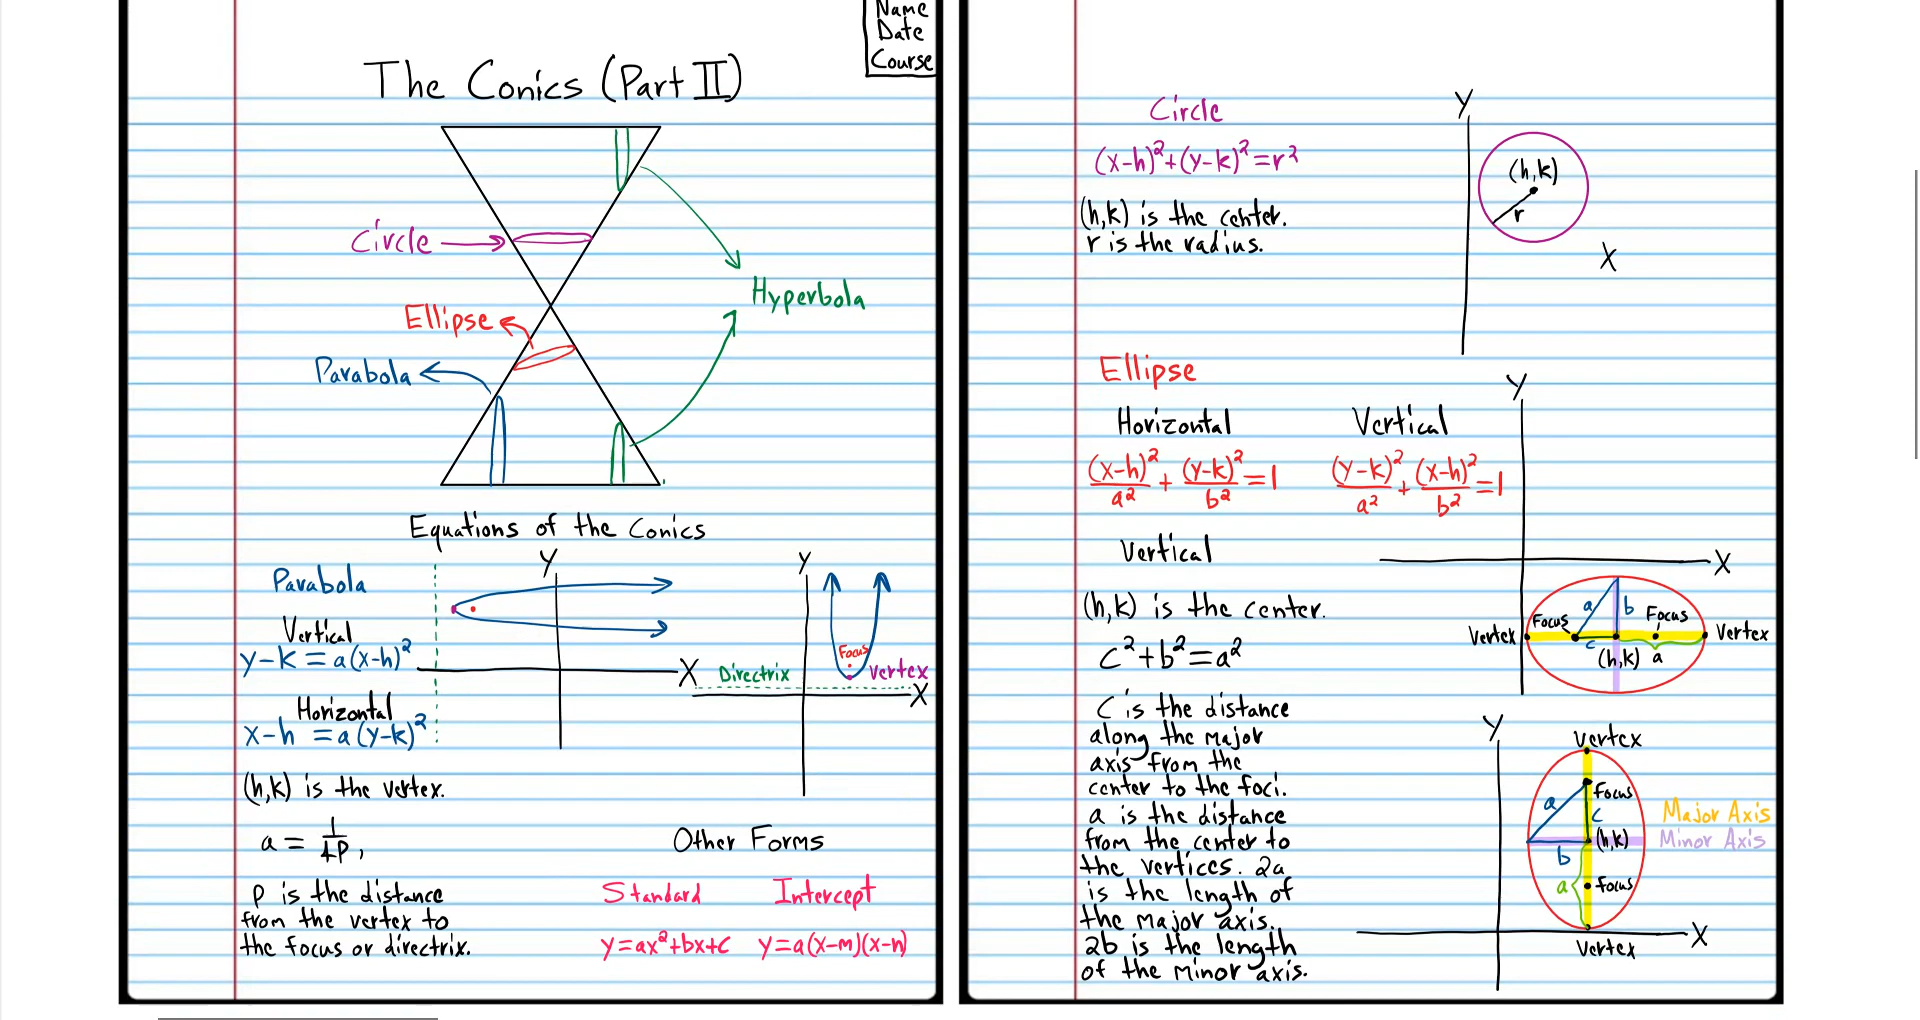 Name
Date
Course
The Conics (Part II)
Circle
Hyperbola
Ellipse
Parabola
Equations of the Conics
Parabola
Vertical
y-k = a(x-h)²
Horizontal
x-h = a(y-k)²
Y
X
Y
Focus
Directrix
Vertex
X
(h,k) is the vertex.
a = 1/4P,
P is the distance
from the vertex to
the focus or directrix.
Other Forms
Standard Intercept
y=ax²+bx+c y=a(x-m)(x-n)
Circle
(x-h)²+(y-k)²=r²
(h,k) is the center.
r is the radius.
Y
(h,k)
r
X
Ellipse
Horizontal Vertical
(x-h)²/a² + (y-k)²/b² = 1 (y-k)²/a² + (x-h)²/b² = 1
Vertical
(h,k) is the center.
c²+b²=a²
C is the distance
along the major
axis from the
center to the foci.
a is the distance
from the center to
the vertices. 2a
is the length of
the major axis.
2b is the length
of the minor axis.
Y
X
a b
Focus Focus
Vertex Vertex
c
(h,k) a
Y
Vertex
Focus
a
c
Major Axis
(h,k) Minor Axis
b
a Focus
X
Vertex